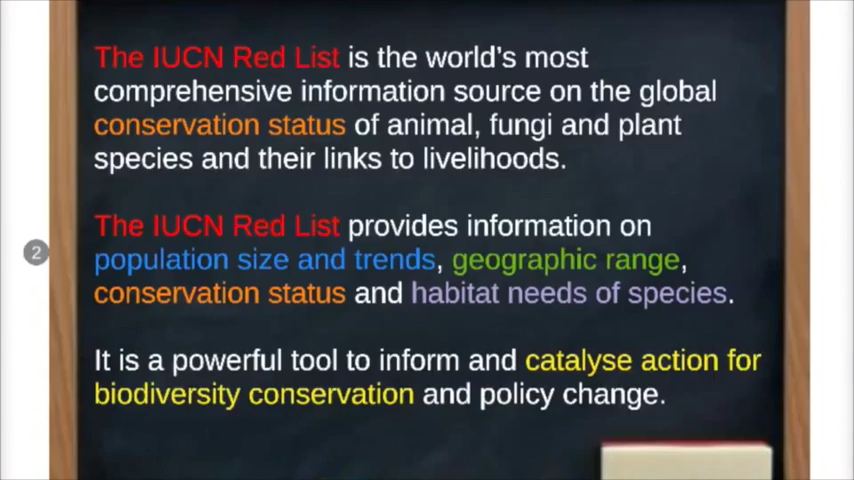 The IUCN Red List is the world's most
comprehensive information source on the global
conservation status of animal, fungi and plant
species and their links to livelihoods.
The IUCN Red List provides information on
2
population size and trends, geographic range,
conservation status and habitat needs of species.
It is a powerful tool to inform and catalyse action for
biodiversity conservation and policy change.